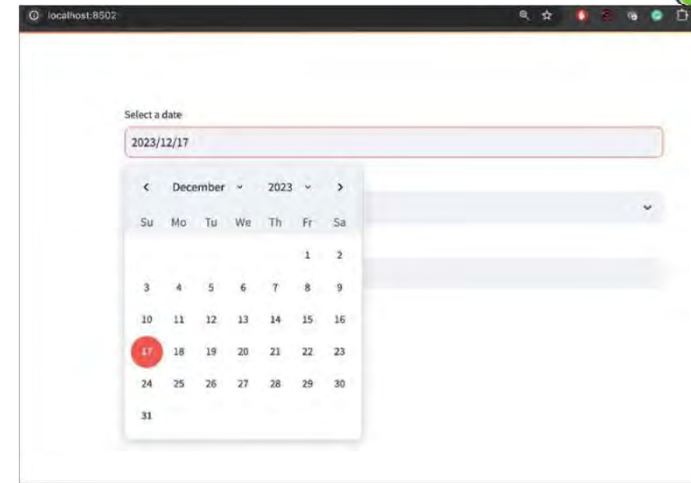 localhost:8502
Select a date
2023/12/17
December 2023
Su Mo Tu We Th Fr Sa
1 2
3 4 5 6 7 8 9
10 11 12 13 14 15 16
17 18 19 20 21 22 23
24 25 26 27 28 29 30
31